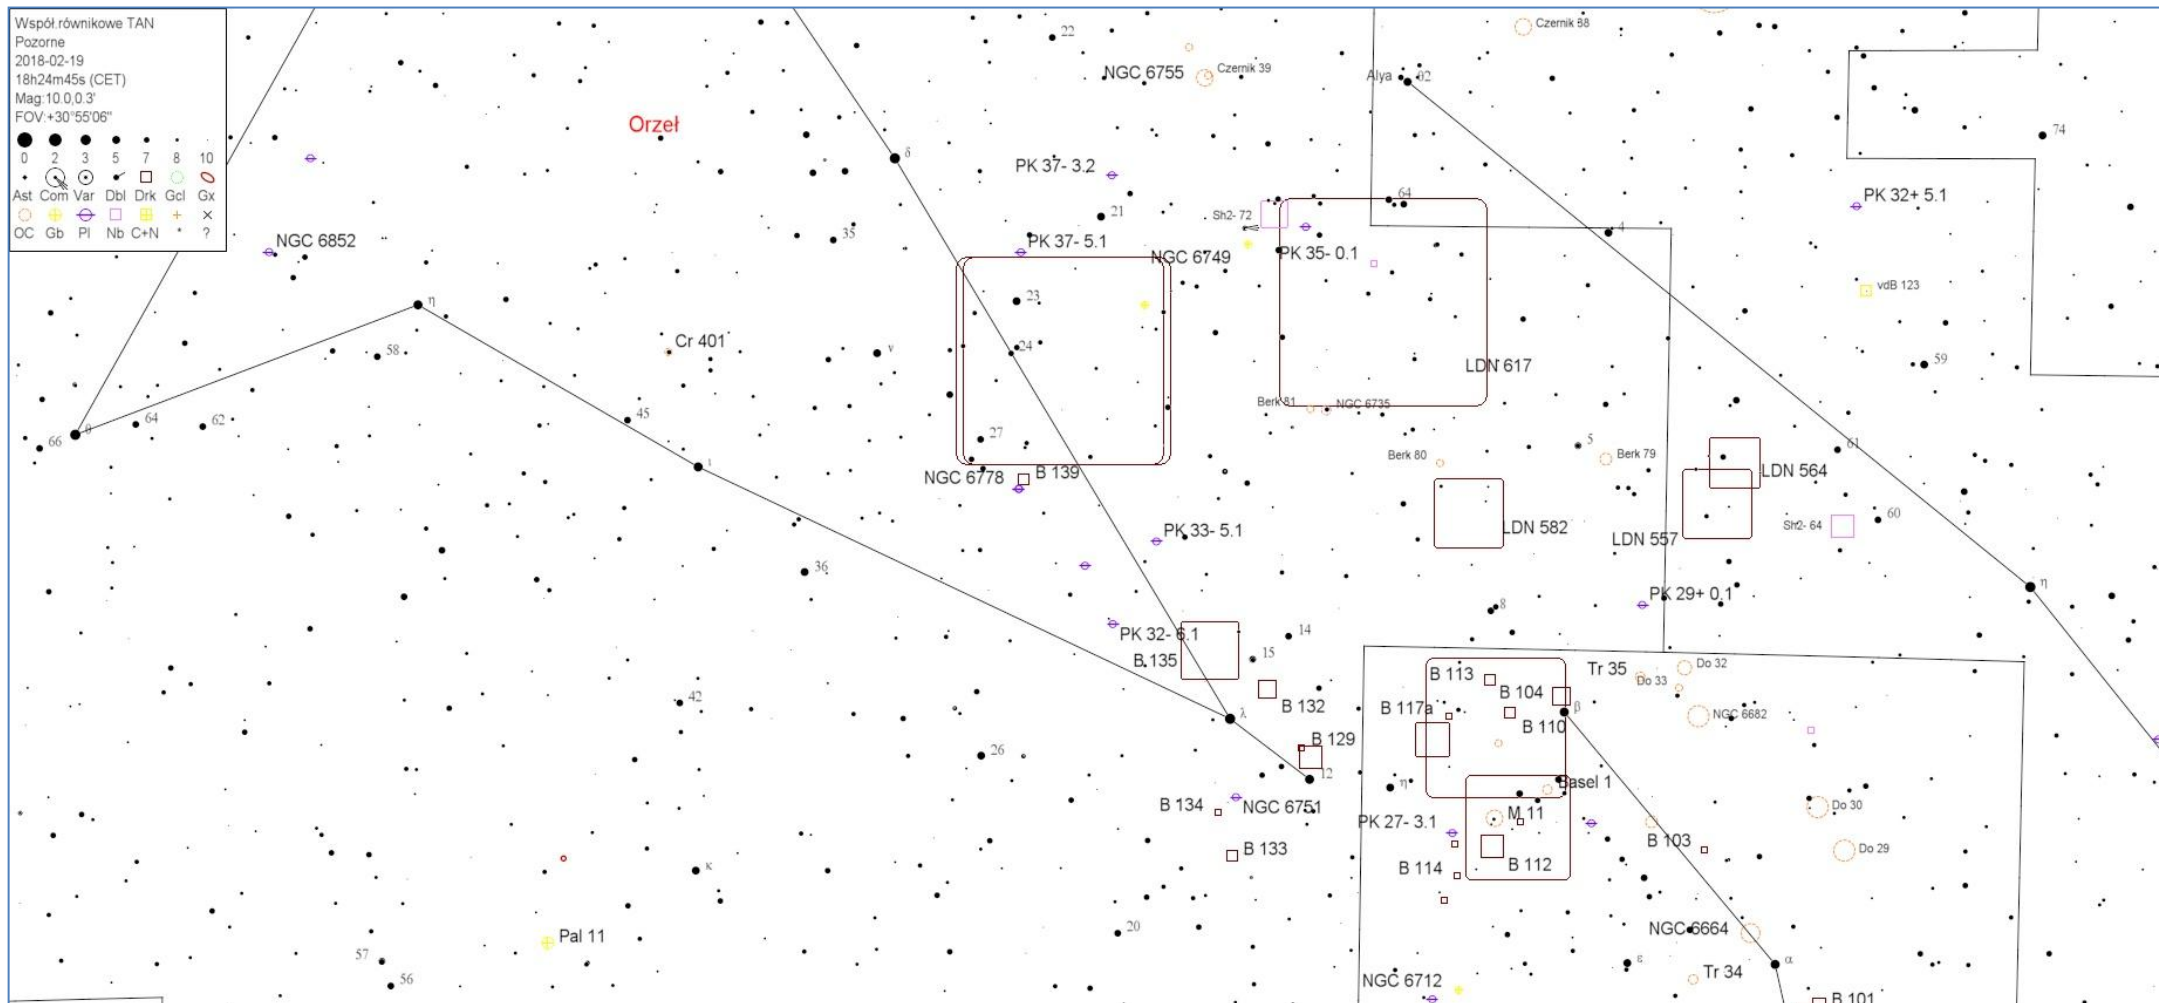 Współ.równikowe TAN
Pozorne
2018-02-19
18h24m45s (CET)
Mag:10.0,0.3'
FOV:+30°55'06"
0 2 3 5 7 8 10
Ast Com Var Dbl Drk Gcl Gx
OC Gb Pl Nb C+N * ?
22
NGC 6755
Czernik 39
Czernik 88
Alya
θ2
74
Orzeł
δ
PK 37- 3.2
64
PK 32+ 5.1
21
Sh2- 72
35
4
NGC 6852
PK 37- 5.1
NGC 6749
PK 35- 0.1
vdB 123
η
23
Cr 401
24
ν
58
LDN 617
59
Berk 81
NGC 6735
64
62
45
θ
66
27
5
61
ι
Berk 80
Berk 79
LDN 564
NGC 6778
B 139
60
PK 33- 5.1
LDN 582
Sh2- 64
LDN 557
36
η
PK 29+ 0.1
8
PK 32- 6.1
14
B 135
15
Tr 35
Do 32
B 113
Do 33
B 104
42
B 132
B 117a
λ
β
NGC 6682
B 110
B 129
26
12
Basel 1
η
B 134
NGC 6751
Do 30
M 11
PK 27- 3.1
B 103
B 133
Do 29
B 114
B 112
κ
Pal 11
20
NGC 6664
57
ε
α
56
NGC 6712
Tr 34
B 101